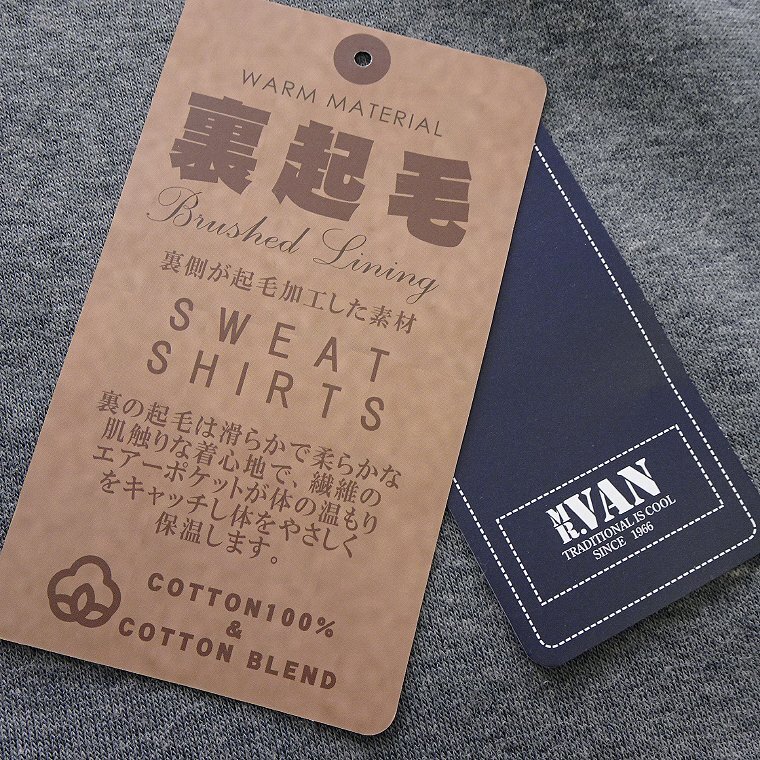 WARM MATERIAL
裏起毛
Brushed Lining
裏側が起毛加工した素材
SWEAT
SHIRTS
裏の起毛は滑らかで柔らかな
肌触りな着心地で、繊維の
エアーポケットが体の温もり
をキャッチし体をやさしく
保温します。
COTTON100%
&
COTTON BLEND
MR.VAN
TRADITIONAL IS COOL
SINCE 1966